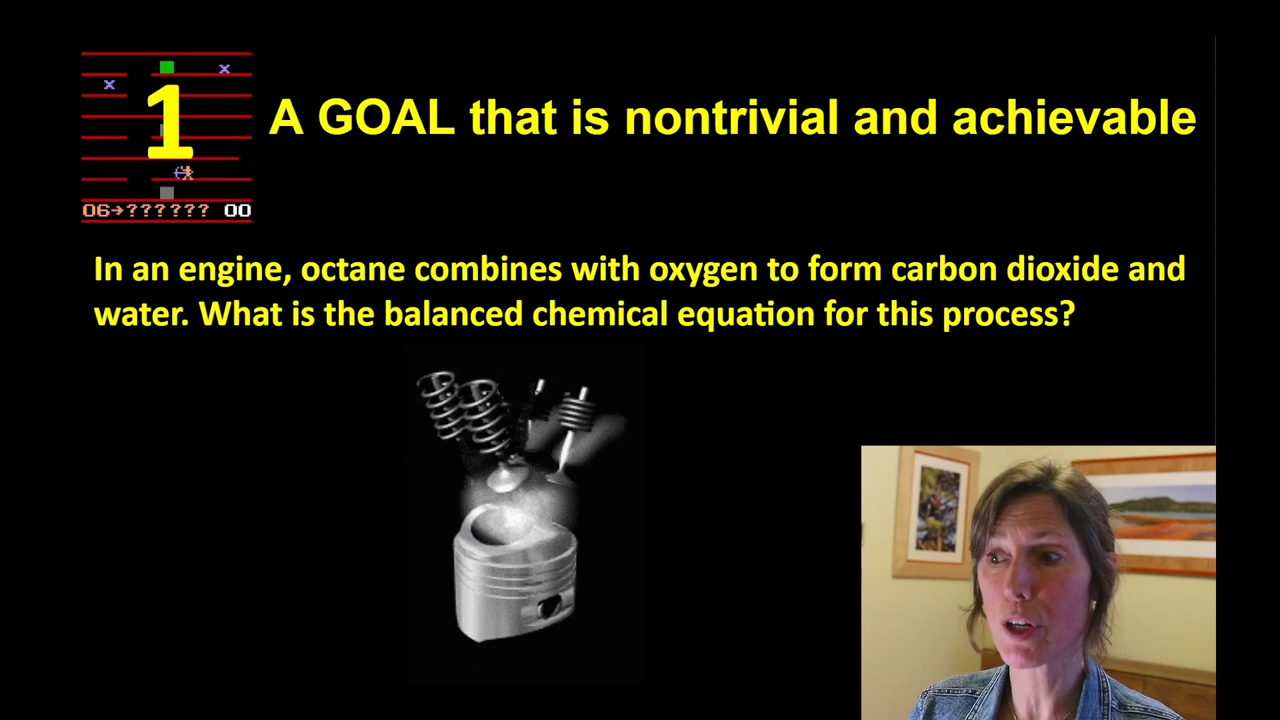 1
A GOAL that is nontrivial and achievable
06→?????? 00
In an engine, octane combines with oxygen to form carbon dioxide and
water. What is the balanced chemical equation for this process?